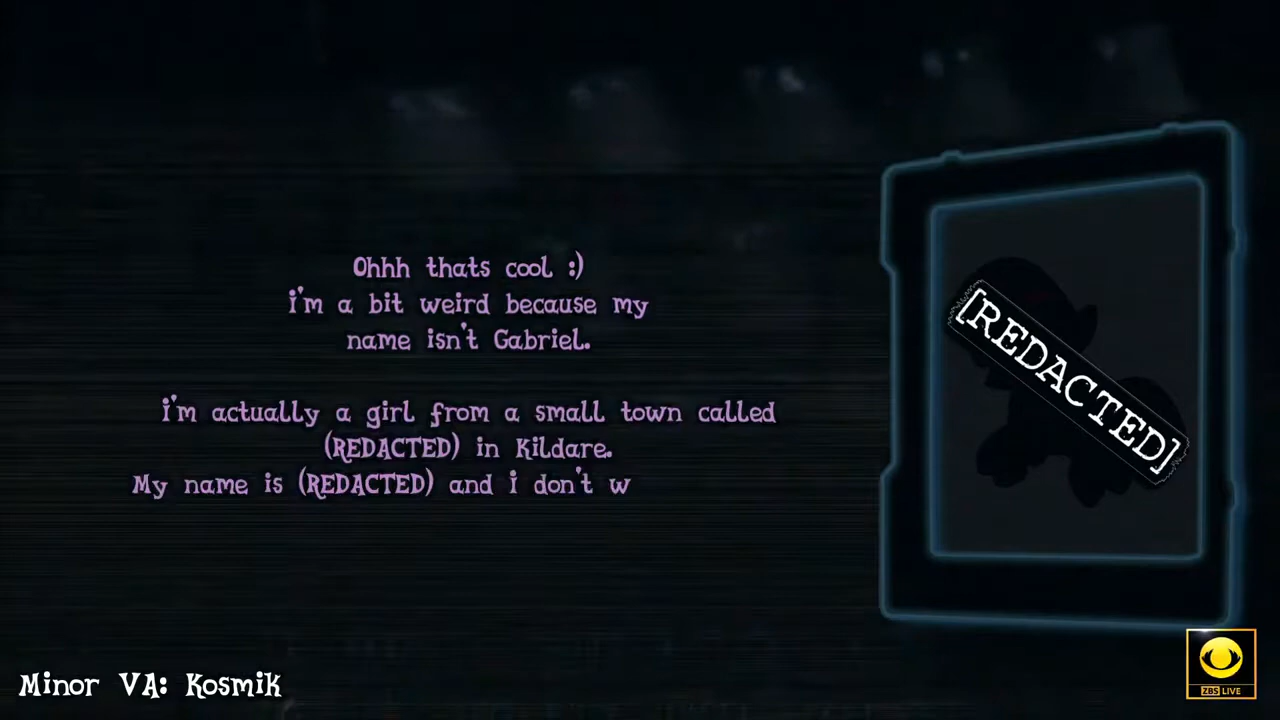 Ohhh thats cool :)
i'm a bit weird because my
name isn't Gabriel.
i'm actually a girl from a small town called
(REDACTED) in Kildare.
My name is (REDACTED) and i don't w
[REDACTED]
Minor VA: Kosmik
ZBS LIVE